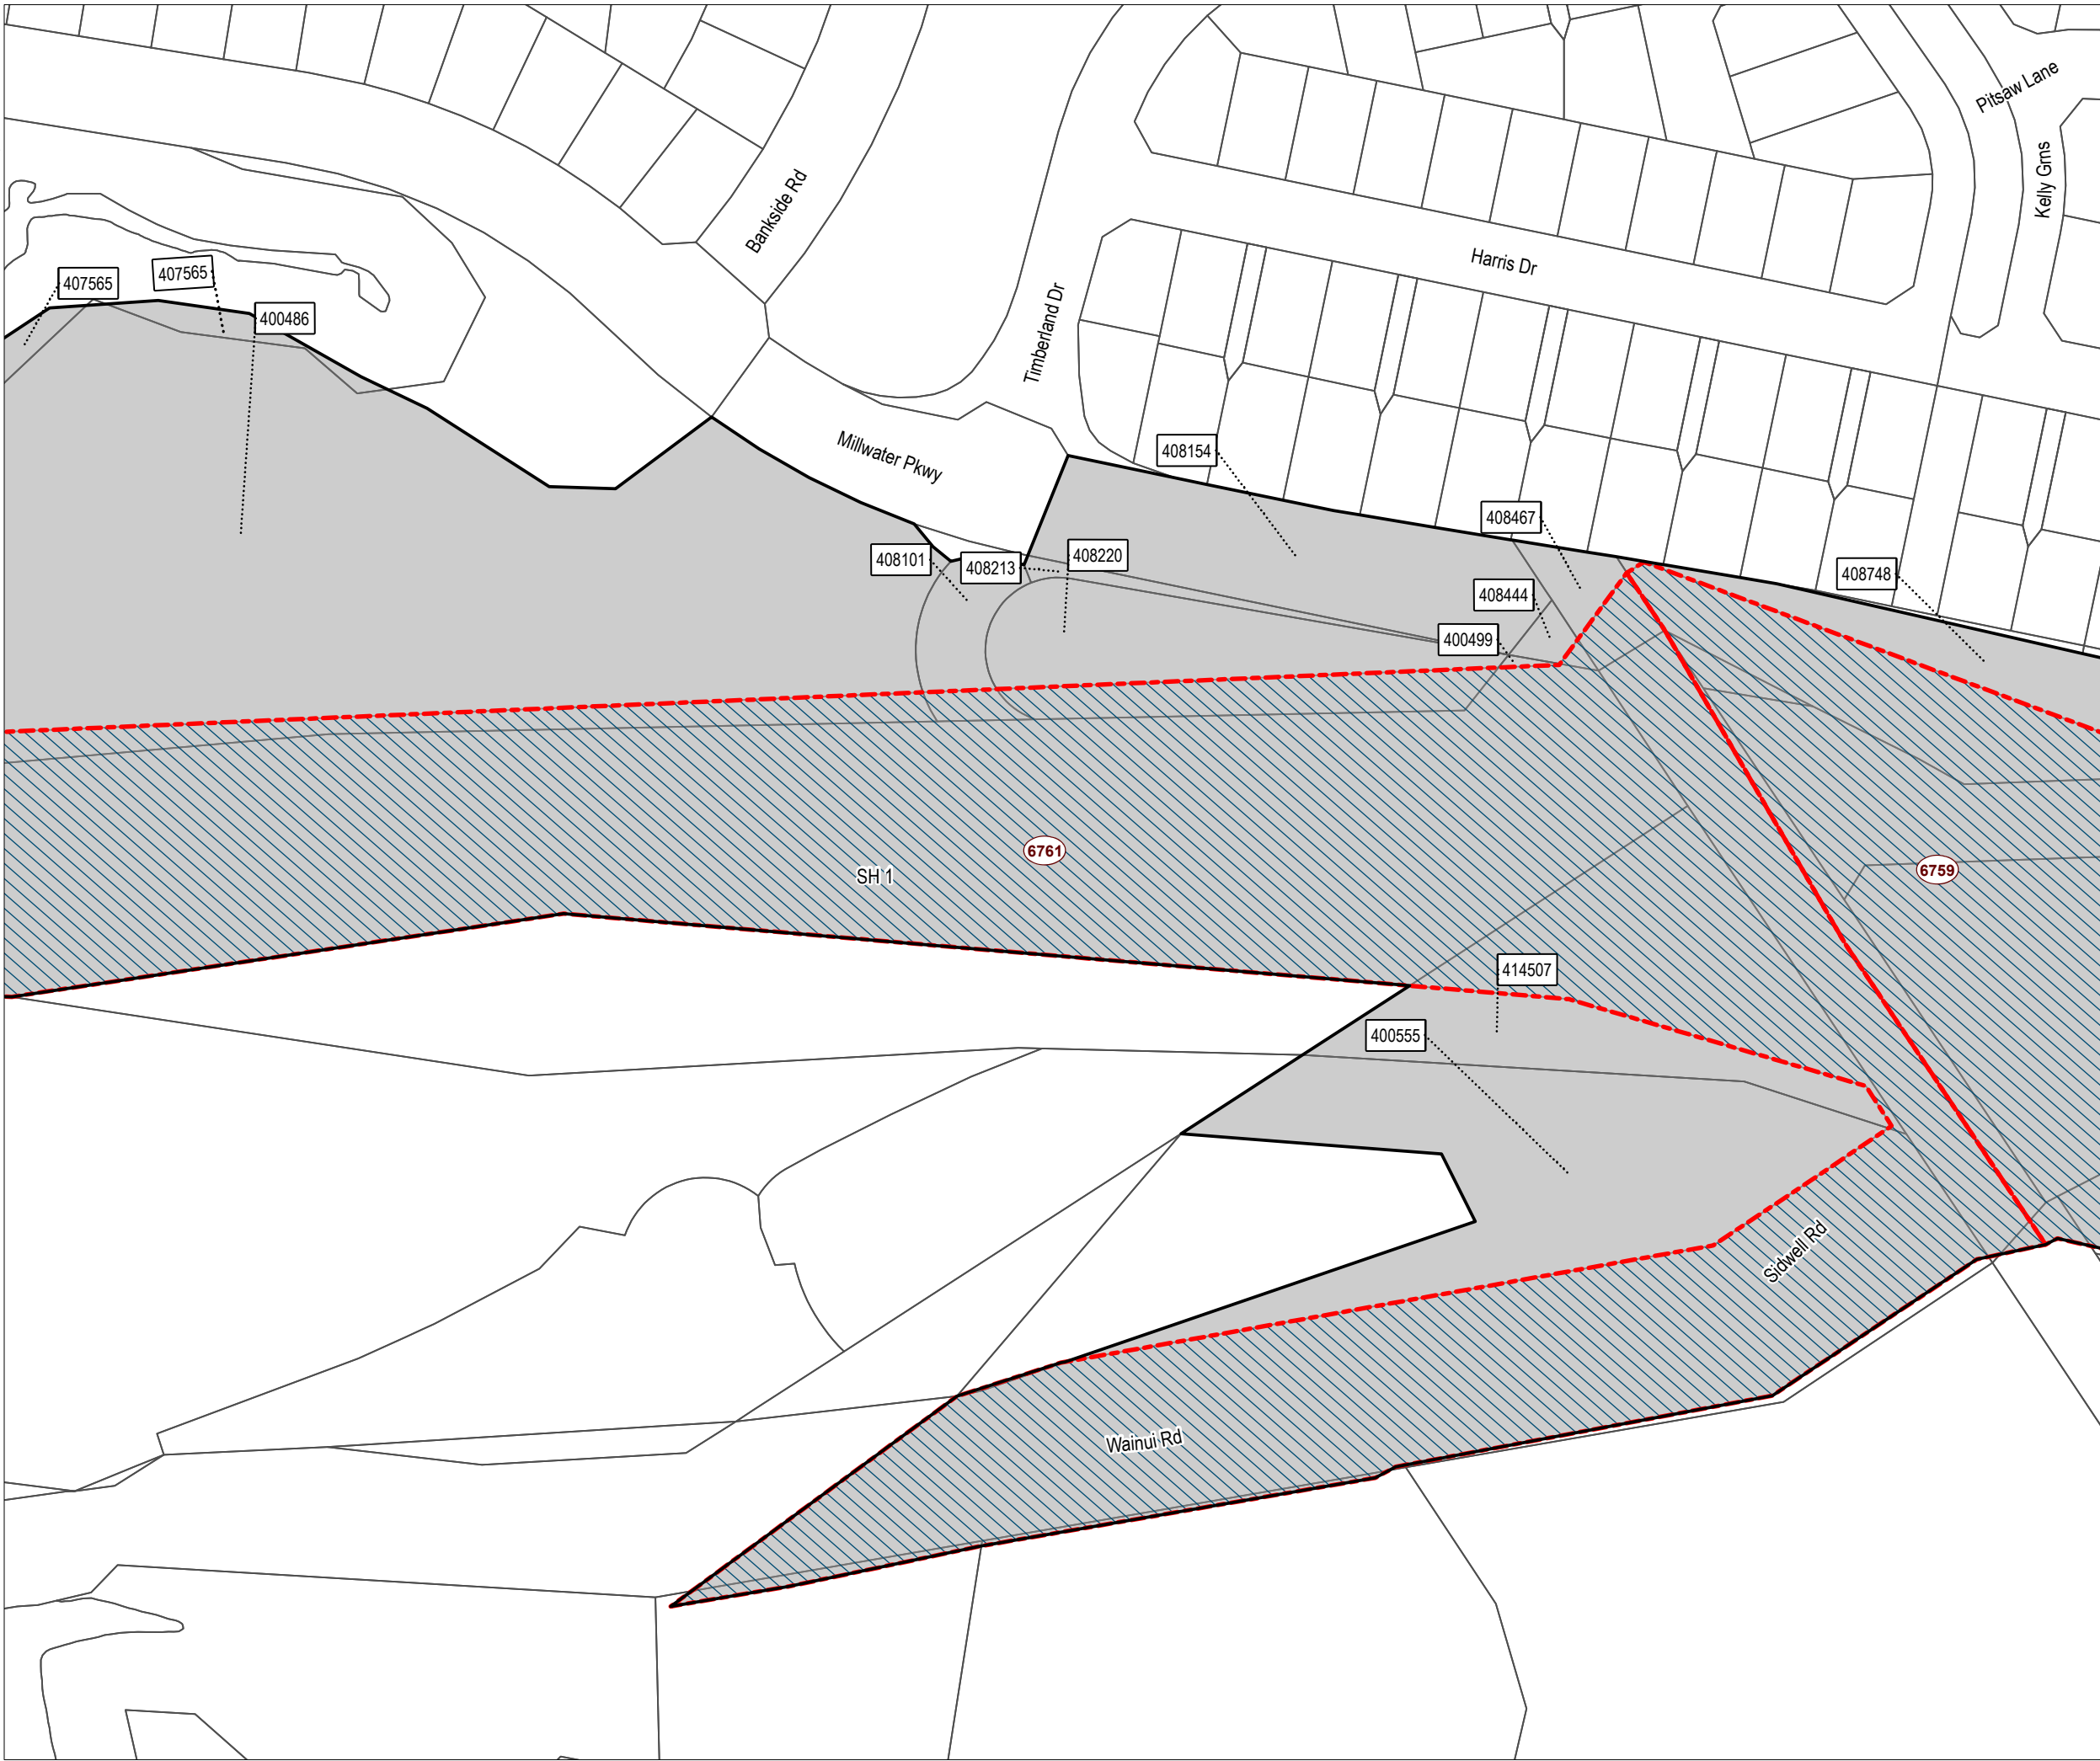 Pitsaw Lane
Kelly Grns
Bankside Rd
Harris Dr
407565
407565
400486
Timberland Dr
Millwater Pkwy
408154
408467
408101
408213
408220
408748
408444
400499
6761
SH 1
6759
414507
400555
Sidwell Rd
Wainui Rd